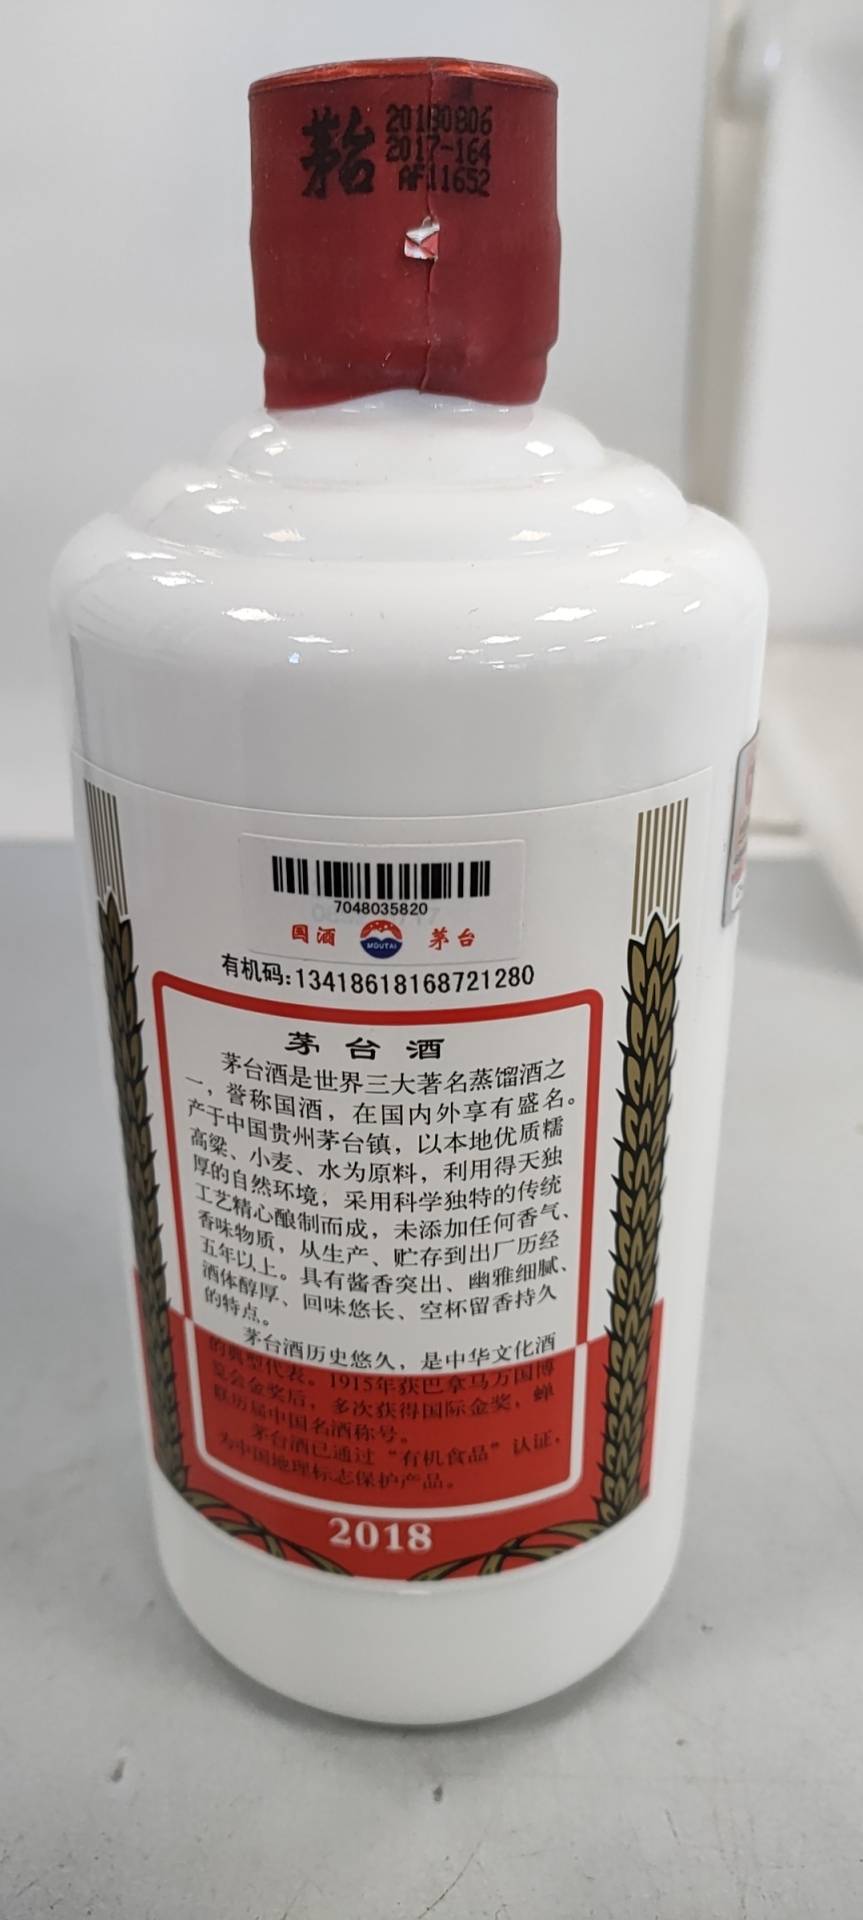 茅台
20180806
2017-164
AF11652
7048035820
国酒
MOUTAI
茅台
有机码:13418618168721280
茅台酒
茅台酒是世界三大著名蒸馏酒之
一，誉称国酒，在国内外享有盛名。
产于中国贵州茅台镇，以本地优质糯
高粱、小麦、水为原料，利用得天独
厚的自然环境，采用科学独特的传统
工艺精心酿制而成，未添加任何香气、
香味物质，从生产、贮存到出厂历经
五年以上。具有酱香突出、幽雅细腻、
酒体醇厚、回味悠长、空杯留香持久
的特点。
茅台酒历史悠久，是中华文化酒
的典型代表。1915年获巴拿马万国博
览会金奖后，多次获得国际金奖，蝉
联历届中国名酒称号。
茅台酒已通过“有机食品”认证，
为中国地理标志保护产品。
2018